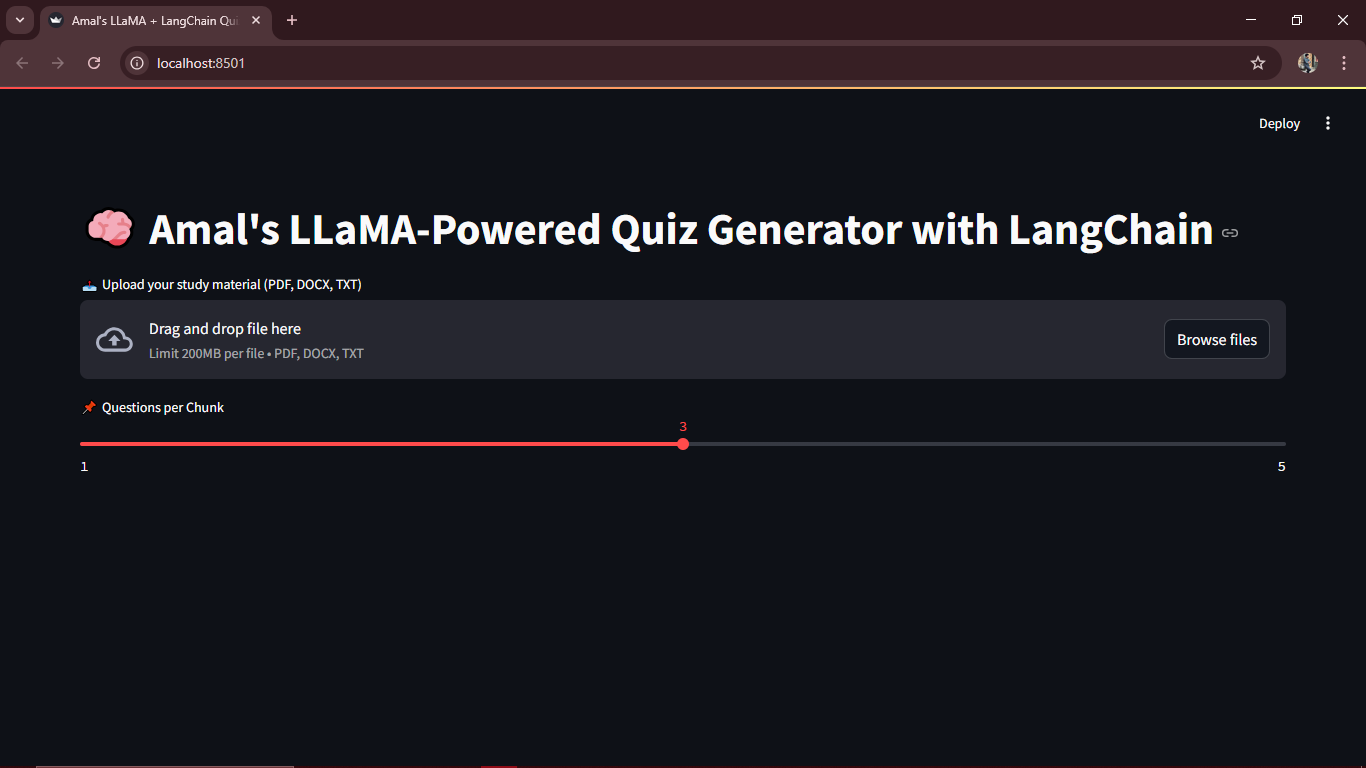 Amal's LLaMA + LangChain Qui
localhost:8501
Deploy
Amal's LLaMA-Powered Quiz Generator with LangChain
Upload your study material (PDF, DOCX, TXT)
Drag and drop file here
Limit 200MB per file • PDF, DOCX, TXT
Browse files
Questions per Chunk
3
1
5